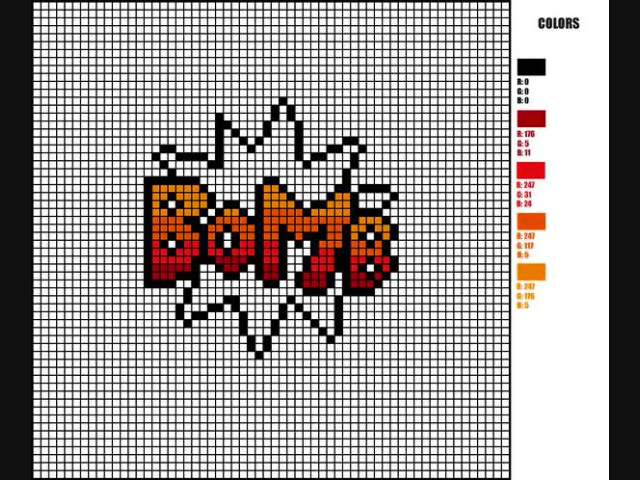 COLORS
R: 0
G: 0
B: 0
R: 176
G: 5
B: 11
R: 247
G: 31
B: 24
R: 247
G: 117
B: 5
R: 247
G: 176
B: 5
BoMB